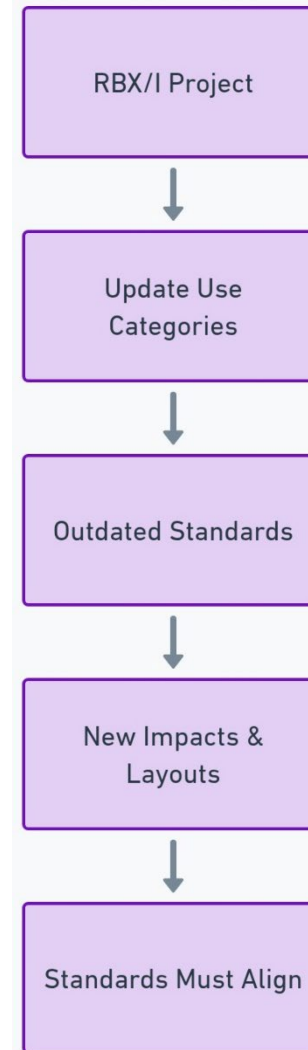 RBX/I Project
Update Use
Categories
Outdated Standards
New Impacts &
Layouts
Standards Must Align